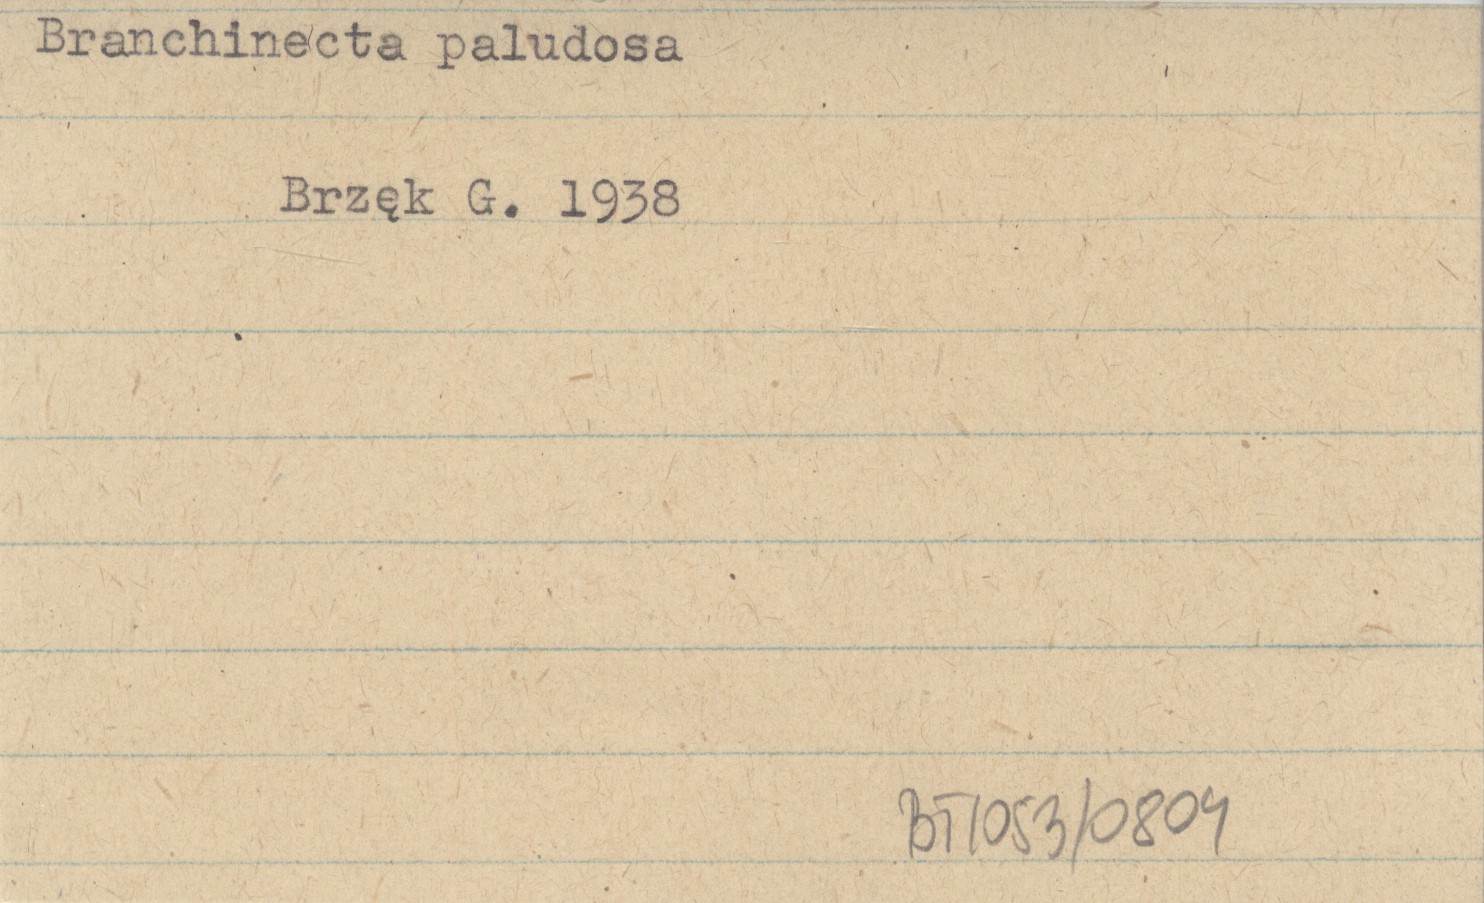 Branchinecta paludosa
Brzęk G. 1938
BT1053/0804